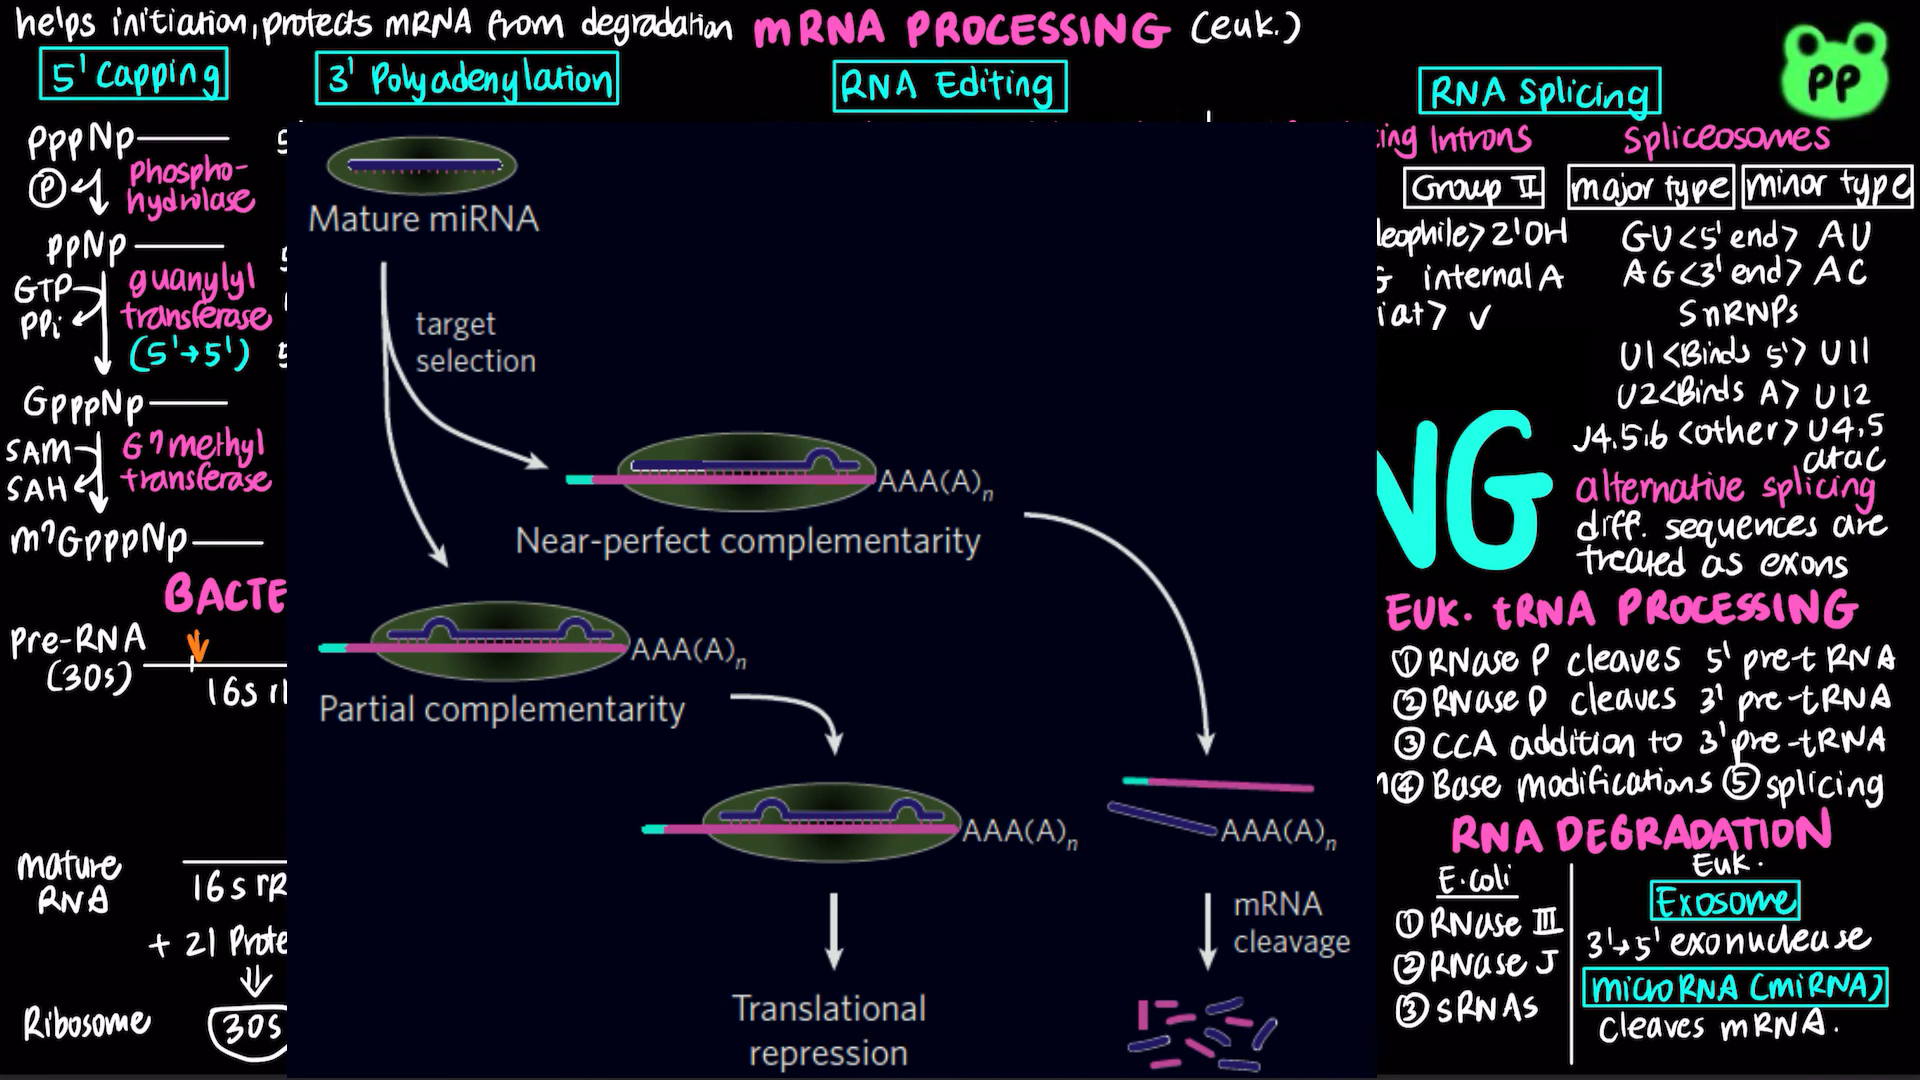 helps initiation, protects mRNA from degradation
mRNA PROCESSING (euk.)
5' Capping
3' Polyadenylation
RNA Editing
RNA Splicing
PP
pppNp
P
Phospho-
hydrolase
ppNp
GTP
PPi
guanylyl
transferase
(5'→5')
GpppNp
SAM
SAH
G7 methyl
transferase
m7GpppNp
BACTE
Pre-RNA
(30s)
16s
mature
RNA
16s rR
+ 21 Prote
Ribosome
30s
Mature miRNA
target
selection
AAA(A)n
Near-perfect complementarity
AAA(A)n
Partial complementarity
AAA(A)n
AAA(A)n
mRNA
cleavage
Translational
repression
ing Introns
Spliceosomes
Group II
major type
minor type
leophile> 2'OH
GU <5' end> AU
internal A
AG <3' end> AC
iat> ✓
SnRNPs
U1 <Binds 5'> U11
U2 <Binds A> U12
U4,5,6 <other> U4,5
atac
NG
alternative splicing
diff. sequences are
treated as exons
EUK. tRNA PROCESSING
① RNase P cleaves 5' pre-tRNA
② RNase D cleaves 3' pre-tRNA
③ CCA addition to 3' pre-tRNA
④ Base modifications ⑤ splicing
RNA DEGRADATION
E.coli
① RNase III
② RNase J
③ sRNAs
Euk.
Exosome
3'→5' exonuclease
microRNA (miRNA)
cleaves mRNA.